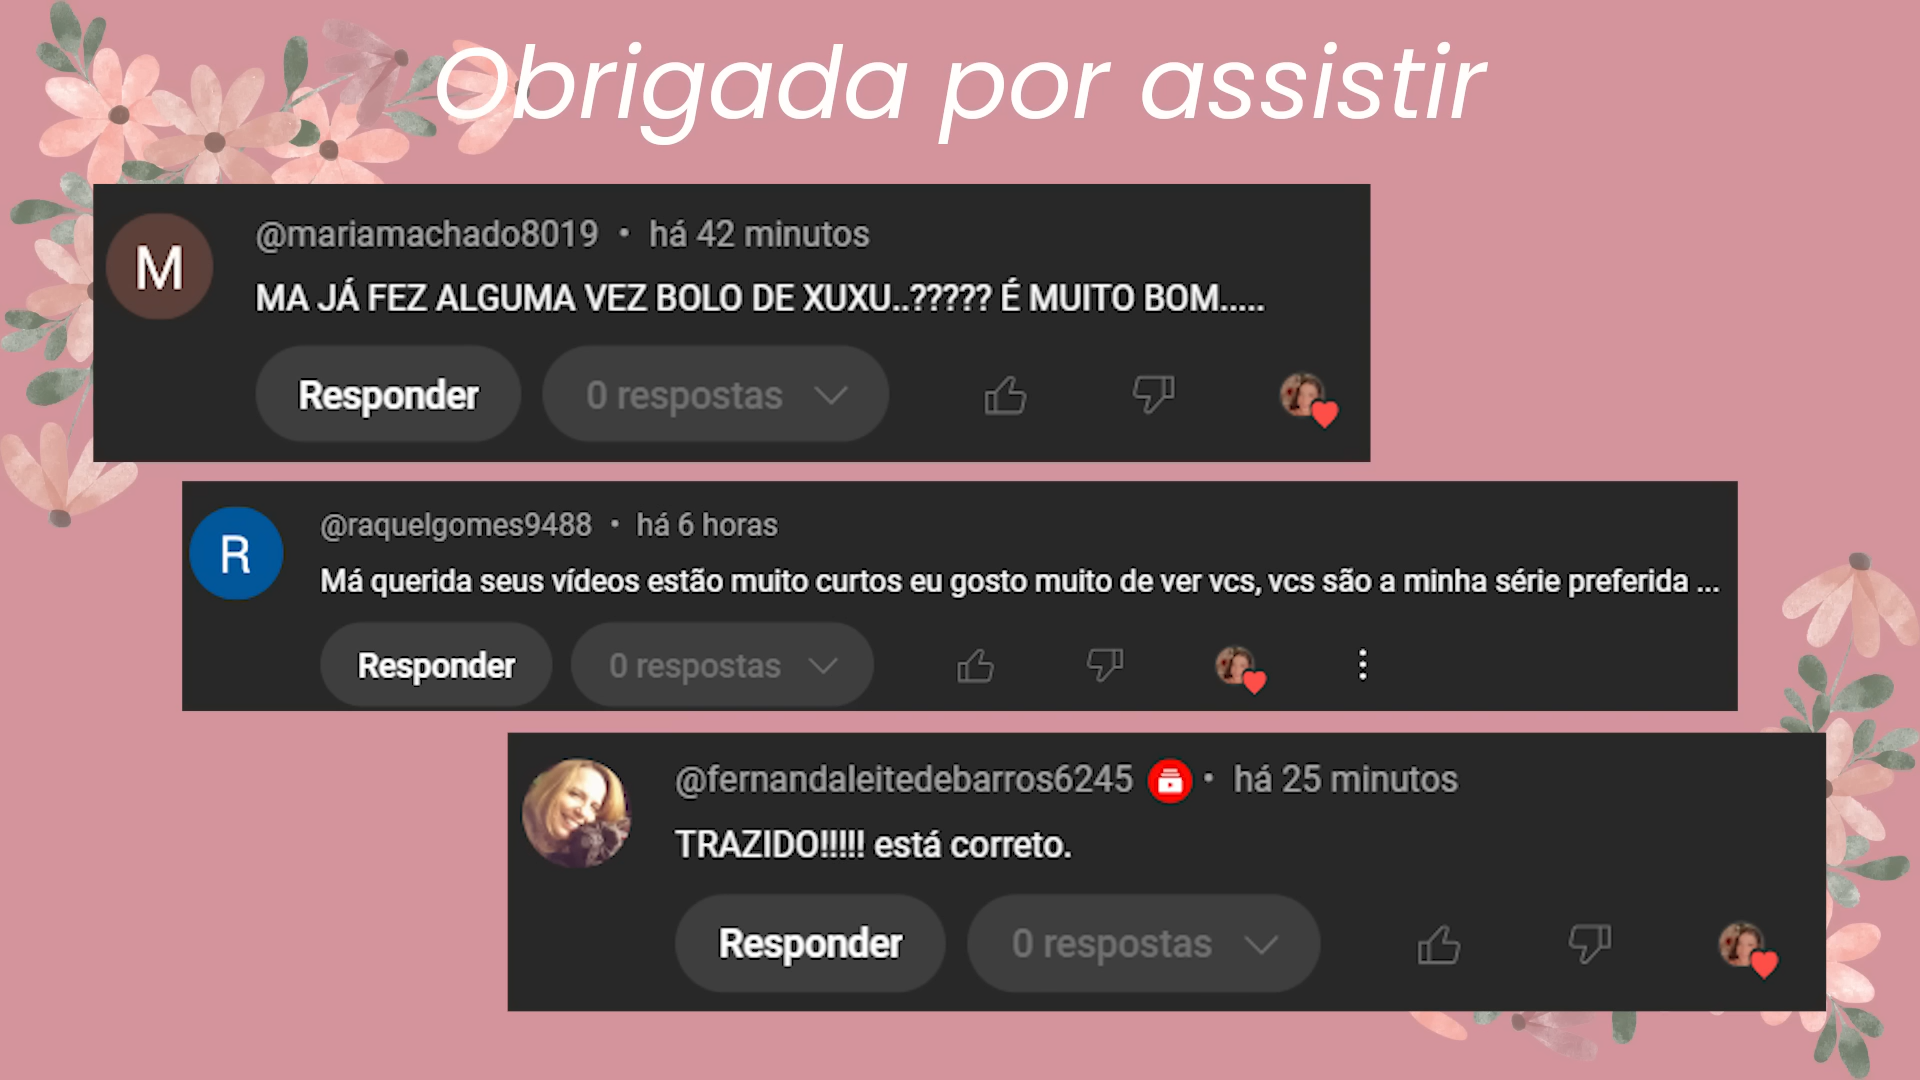 Obrigada por assistir
M
@mariamachado8019 • há 42 minutos
MA JÁ FEZ ALGUMA VEZ BOLO DE XUXU..????? É MUITO BOM.....
Responder 0 respostas
R
@raquelgomes9488 • há 6 horas
Má querida seus vídeos estão muito curtos eu gosto muito de ver vcs, vcs são a minha série preferida ...
Responder 0 respostas
@fernandaleitedebarros6245 • há 25 minutos
TRAZIDO!!!!! está correto.
Responder 0 respostas